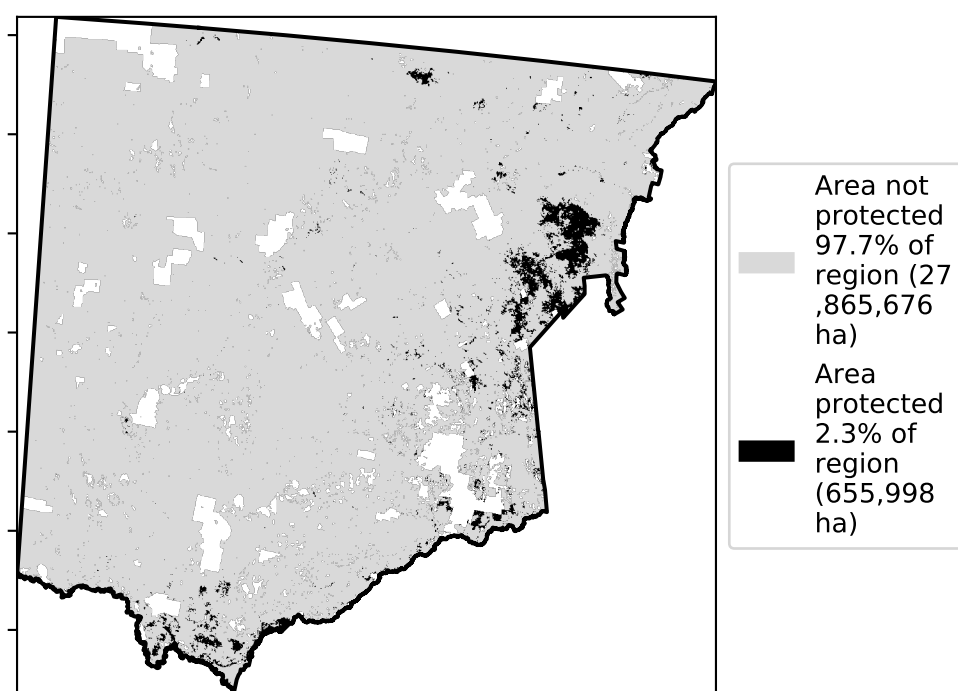 Area not
protected
97.7% of
region (27
,865,676
ha)
Area
protected
2.3% of
region
(655,998
ha)